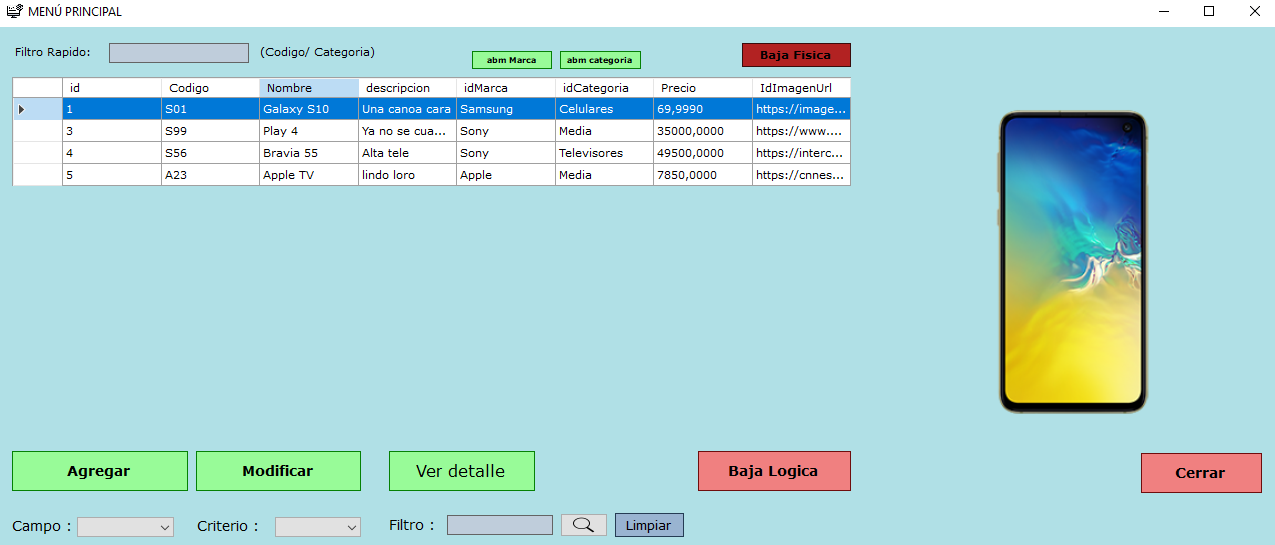 MENÚ PRINCIPAL
Filtro Rapido: (Codigo/ Categoria) abm Marca abm categoria Baja Fisica
id Codigo Nombre descripcion idMarca idCategoria Precio IdImagenUrl
1 S01 Galaxy S10 Una canoa cara Samsung Celulares 69,9990 https://image...
3 S99 Play 4 Ya no se cua... Sony Media 35000,0000 https://www....
4 S56 Bravia 55 Alta tele Sony Televisores 49500,0000 https://interc...
5 A23 Apple TV lindo loro Apple Media 7850,0000 https://cnnes...
Agregar Modificar Ver detalle Baja Logica Cerrar
Campo : Criterio : Filtro : Limpiar